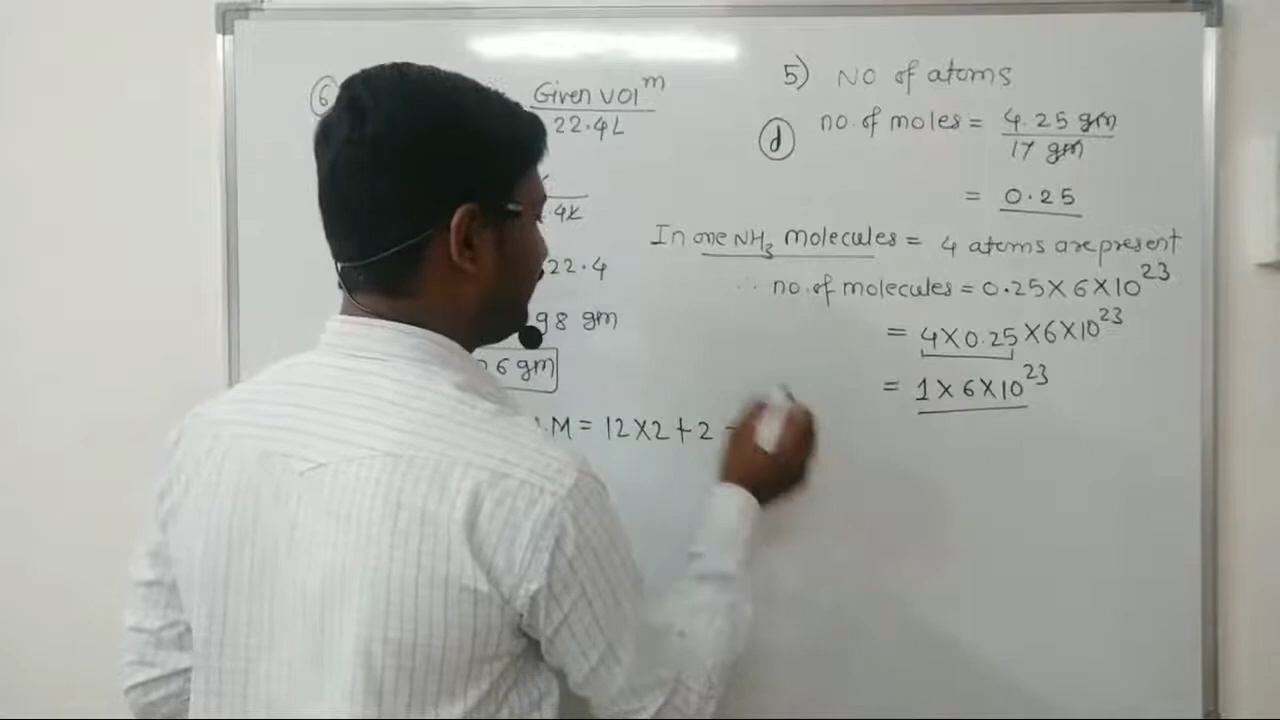 6
Given vol^m
22.4L
.4L
22.4
98 gm
6 gm
.M = 12X2+2
5) No of atoms
d no. of moles = 4.25 gm
17 gm
= 0.25
In one NH3 molecules = 4 atoms are present
∴ no. of molecules = 0.25 X 6 X 10^23
= 4 X 0.25 X 6 X 10^23
= 1 X 6 X 10^23